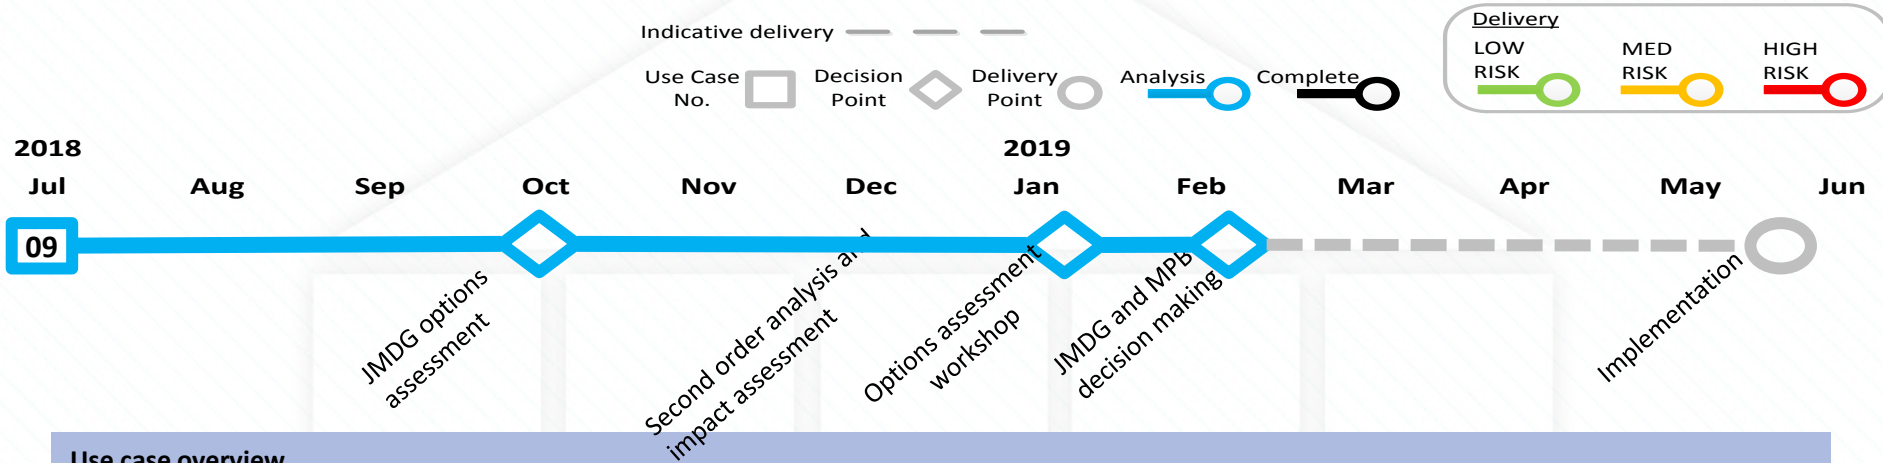 Indicative delivery
Use Case
No.
Decision
Point
Delivery
Point
Analysis
Complete
Delivery
LOW
RISK
MED
RISK
HIGH
RISK
2018
2019
Jul Aug Sep Oct Nov Dec Jan Feb Mar Apr May Jun
09
JMDG options
assessment
Second order analysis and
impact assessment
Options assessment
workshop
JMDG and MPB
decision making
Implementation
Use case overview